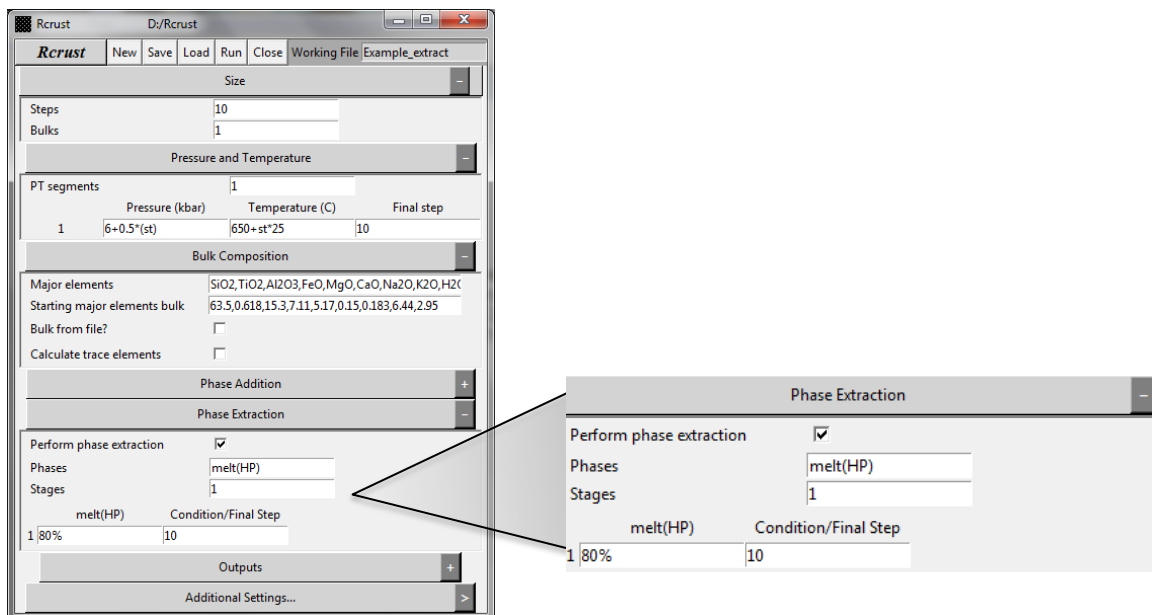 Rcrust D:/Rcrust
Rcrust New Save Load Run Close Working File Example_extract
Size
-
Steps 10
Bulks 1
Pressure and Temperature
-
PT segments 1
Pressure (kbar) Temperature (C) Final step
1 6+0.5*(st) 650+st*25 10
Bulk Composition
-
Major elements SiO2,TiO2,Al2O3,FeO,MgO,CaO,Na2O,K2O,H2O
Starting major elements bulk 63.5,0.618,15.3,7.11,5.17,0.15,0.183,6.44,2.95
Bulk from file?
Calculate trace elements
Phase Addition
+
Phase Extraction
-
Perform phase extraction
Phases melt(HP)
Stages 1
melt(HP) Condition/Final Step
1 80% 10
Outputs
+
Additional Settings...
>
Phase Extraction
-
Perform phase extraction
Phases melt(HP)
Stages 1
melt(HP) Condition/Final Step
1 80% 10